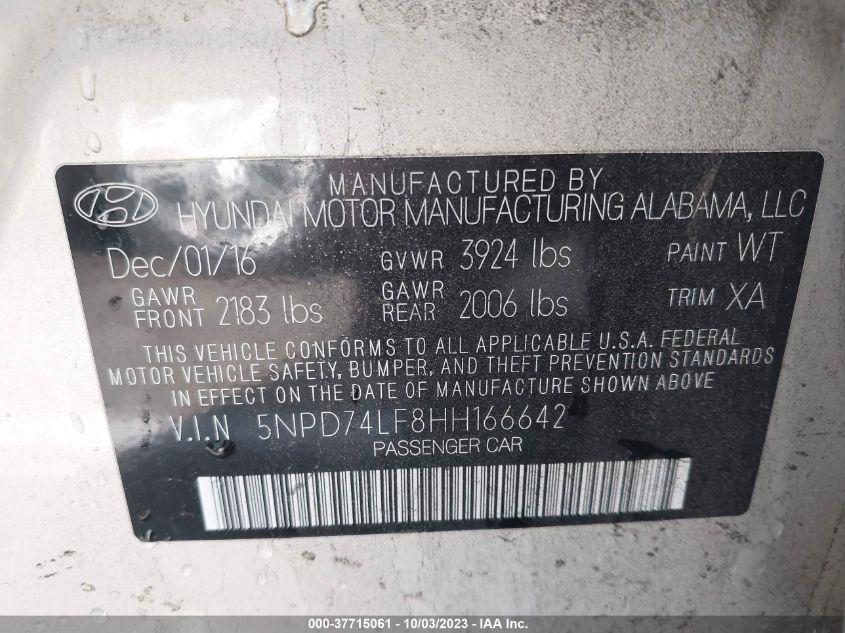 MANUFACTURED BY
HYUNDAI MOTOR MANUFACTURING ALABAMA, LLC
Dec/01/16 GVWR 3924 lbs PAINT WT
GAWR FRONT 2183 lbs GAWR REAR 2006 lbs TRIM XA
THIS VEHICLE CONFORMS TO ALL APPLICABLE U.S.A. FEDERAL
MOTOR VEHICLE SAFETY, BUMPER, AND THEFT PREVENTION STANDARDS
IN EFFECT ON THE DATE OF MANUFACTURE SHOWN ABOVE
V.I.N 5NPD74LF8HH166642
PASSENGER CAR
000-37715061 - 10/03/2023 - IAA Inc.